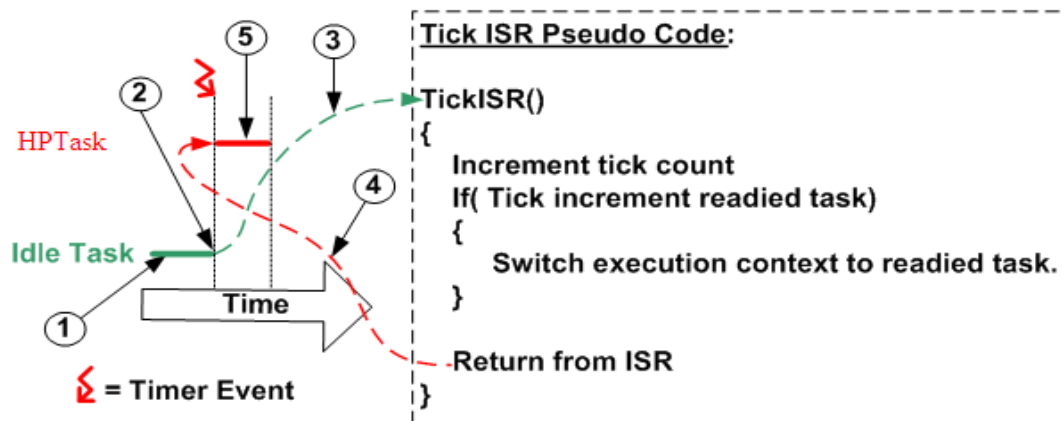 5
3
2
HPTask
4
Idle Task
Time
1
= Timer Event
Tick ISR Pseudo Code:
TickISR()
{
Increment tick count
If( Tick increment readied task)
{
Switch execution context to readied task.
}
Return from ISR
}